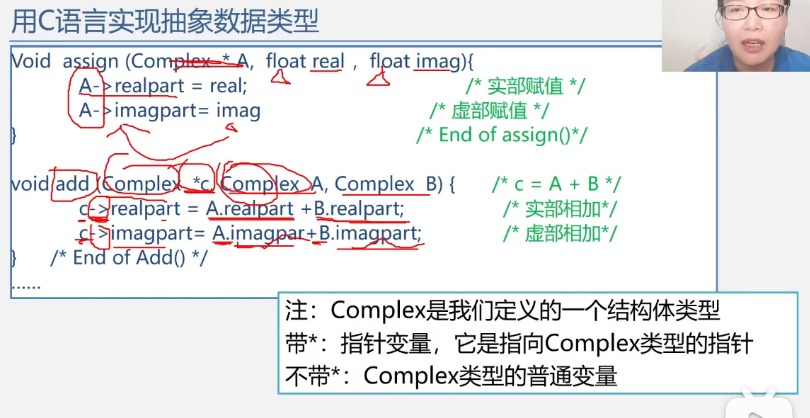 用C语言实现抽象数据类型
Void assign (Complex * A, float real , float imag){
A->realpart = real; /* 实部赋值 */
A->imagpart= imag /* 虚部赋值 */
} /* End of assign()*/
void add (Complex *c, Complex A, Complex B) { /* c = A + B */
c->realpart = A.realpart +B.realpart; /* 实部相加*/
c->imagpart= A.imagpar+B.imagpart; /* 虚部相加*/
} /* End of Add() */
......
注：Complex是我们定义的一个结构体类型
带*：指针变量，它是指向Complex类型的指针
不带*：Complex类型的普通变量